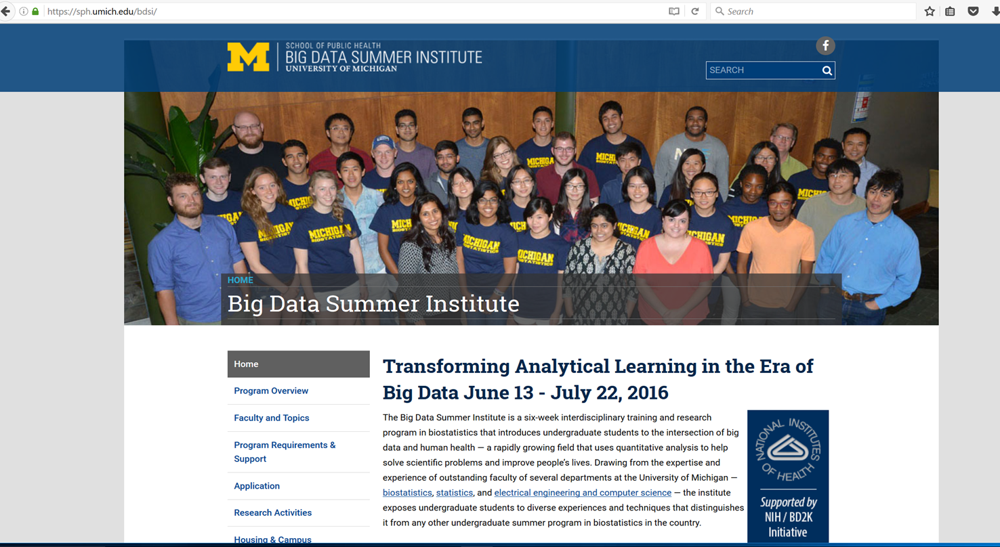 https://sph.umich.edu/bdsi/
Search
SCHOOL OF PUBLIC HEALTH
BIG DATA SUMMER INSTITUTE
UNIVERSITY OF MICHIGAN
f
SEARCH
MICHIGAN
MICHIGAN
BIOSTATISTICS
MICHIGAN
BIOSTATISTICS
MICHIGAN
HOME
Big Data Summer Institute
Home
Program Overview
Faculty and Topics
Program Requirements &
Support
Application
Research Activities
Housing & Campus
Transforming Analytical Learning in the Era of
Big Data June 13 - July 22, 2016
The Big Data Summer Institute is a six-week interdisciplinary training and research
program in biostatistics that introduces undergraduate students to the intersection of big
data and human health — a rapidly growing field that uses quantitative analysis to help
solve scientific problems and improve people's lives. Drawing from the expertise and
experience of outstanding faculty of several departments at the University of Michigan —
biostatistics, statistics, and electrical engineering and computer science — the institute
exposes undergraduate students to diverse experiences and techniques that distinguishes
it from any other undergraduate summer program in biostatistics in the country.
NATIONAL INSTITUTES
OF HEALTH
Supported by
NIH / BD2K
Initiative